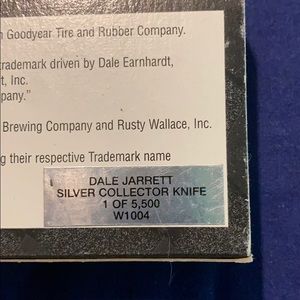 n Goodyear Tire and Rubber Company.
trademark driven by Dale Earnhardt,
t, Inc.
pany."
Brewing Company and Rusty Wallace, Inc.
g their respective Trademark name
DALE JARRETT
SILVER COLLECTOR KNIFE
1 OF 5,500
W1004